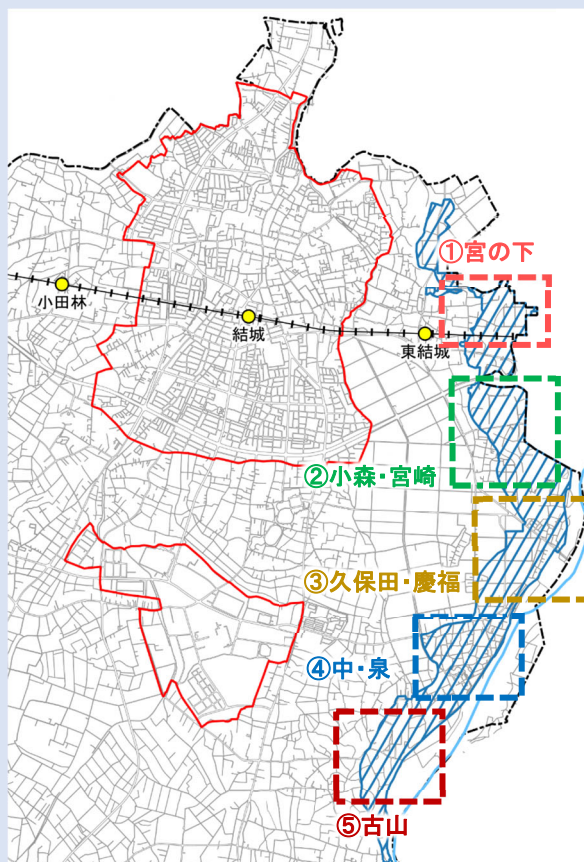 ①宮の下
小田林
結城
東結城
②小森・宮崎
③久保田・慶福
④中・泉
⑤古山